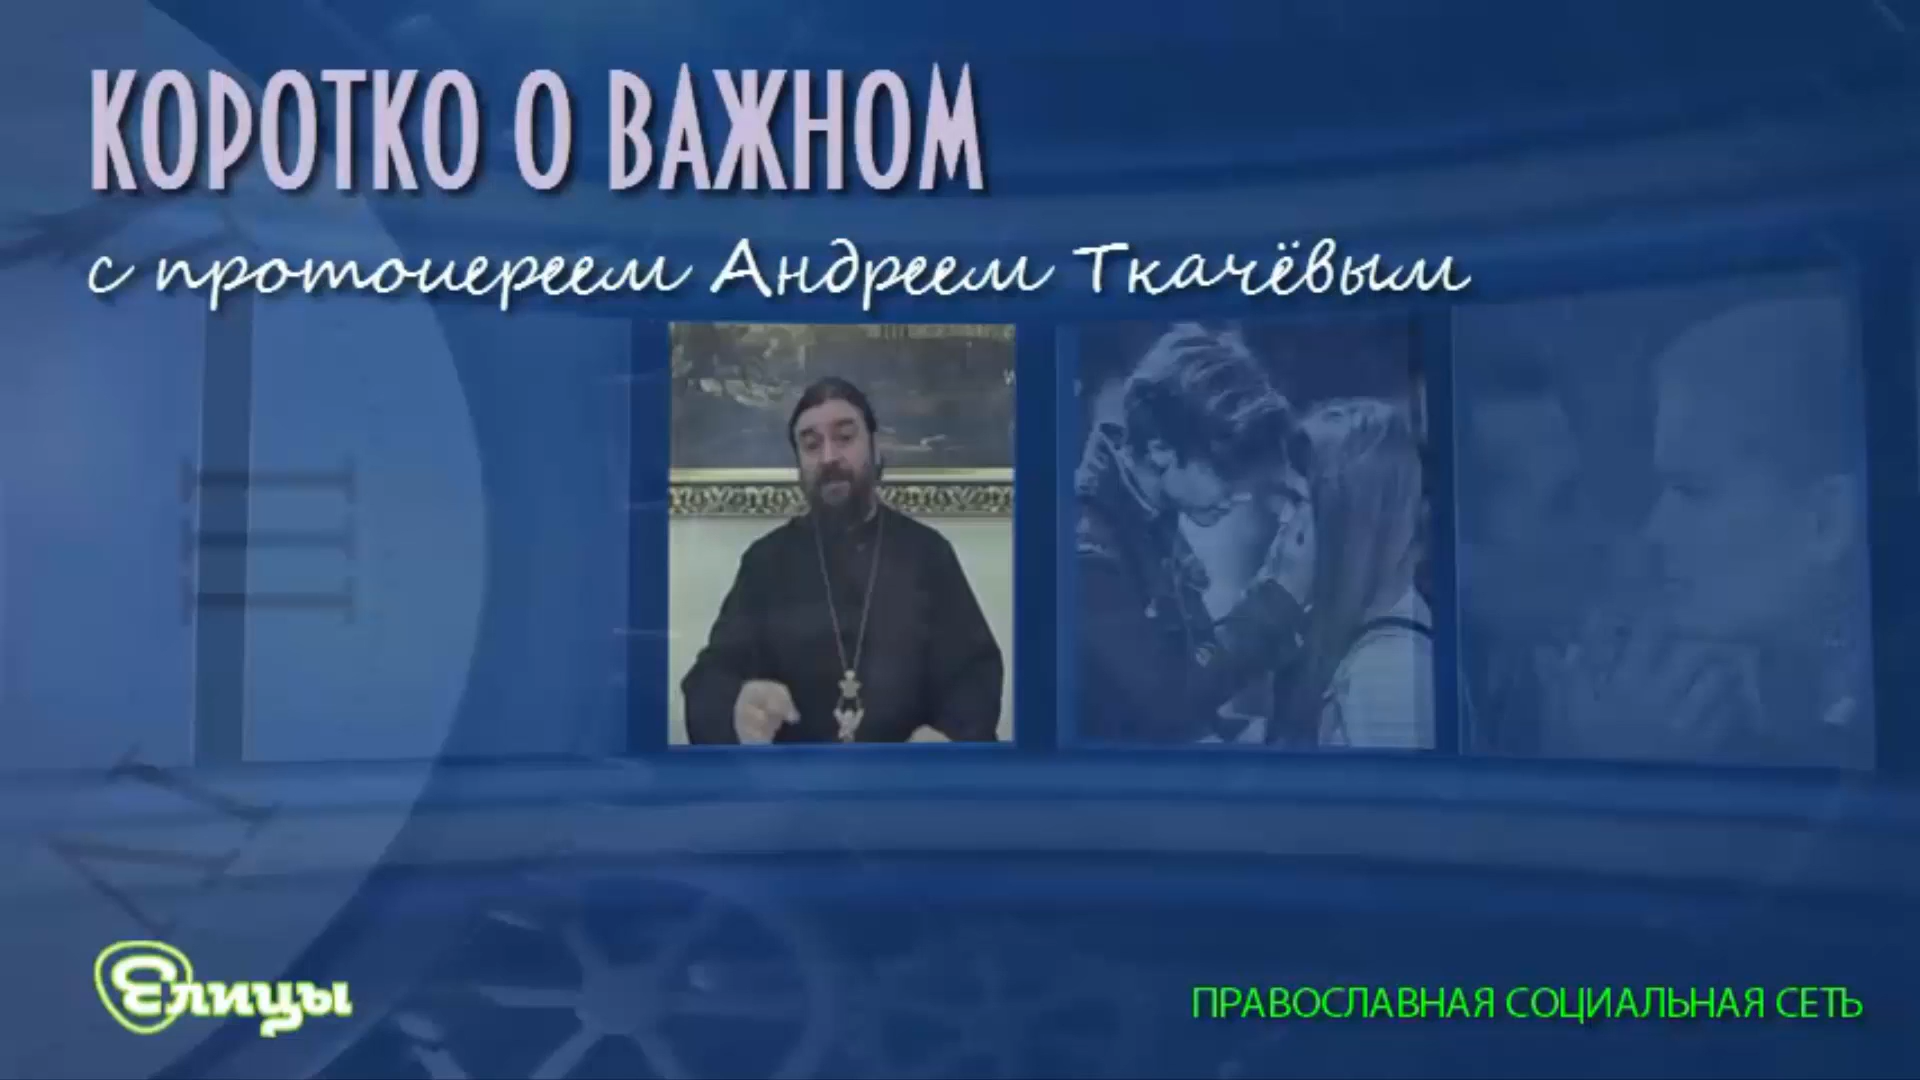 КОРОТКО О ВАЖНОМ
с протоиереем Андреем Ткачёвым
Елицы
ПРАВОСЛАВНАЯ СОЦИАЛЬНАЯ СЕТЬ